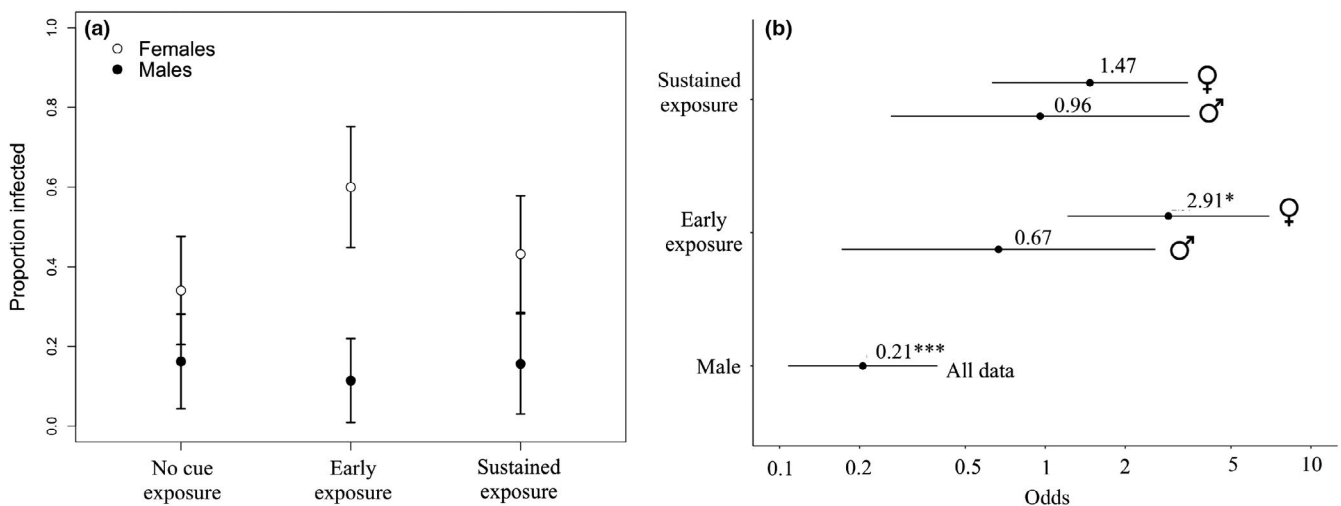 (a)
Females
Males
Proportion infected
1.0
0.8
0.6
0.4
0.2
0.0
No cue
exposure
Early
exposure
Sustained
exposure
(b)
Sustained
exposure
1.47
♀
0.96
♂
Early
exposure
2.91*
♀
0.67
♂
Male
0.21***
All data
0.1
0.2
0.5
1
2
5
10
Odds